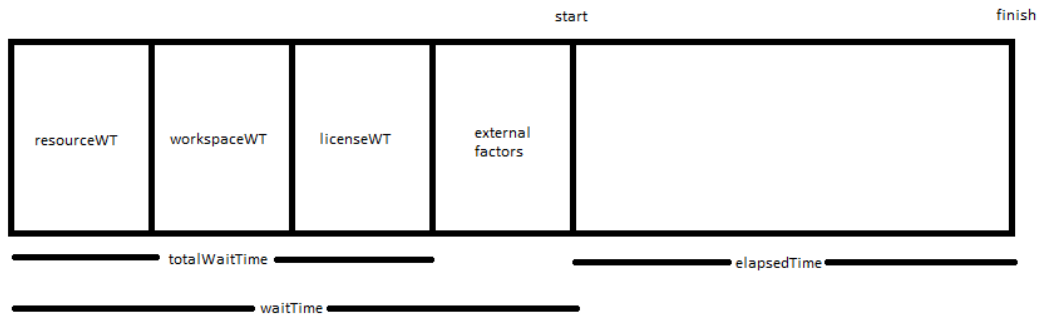 start
finish
resourceWT
workspaceWT
licenseWT
external
factors
totalWaitTime
elapsedTime
waitTime